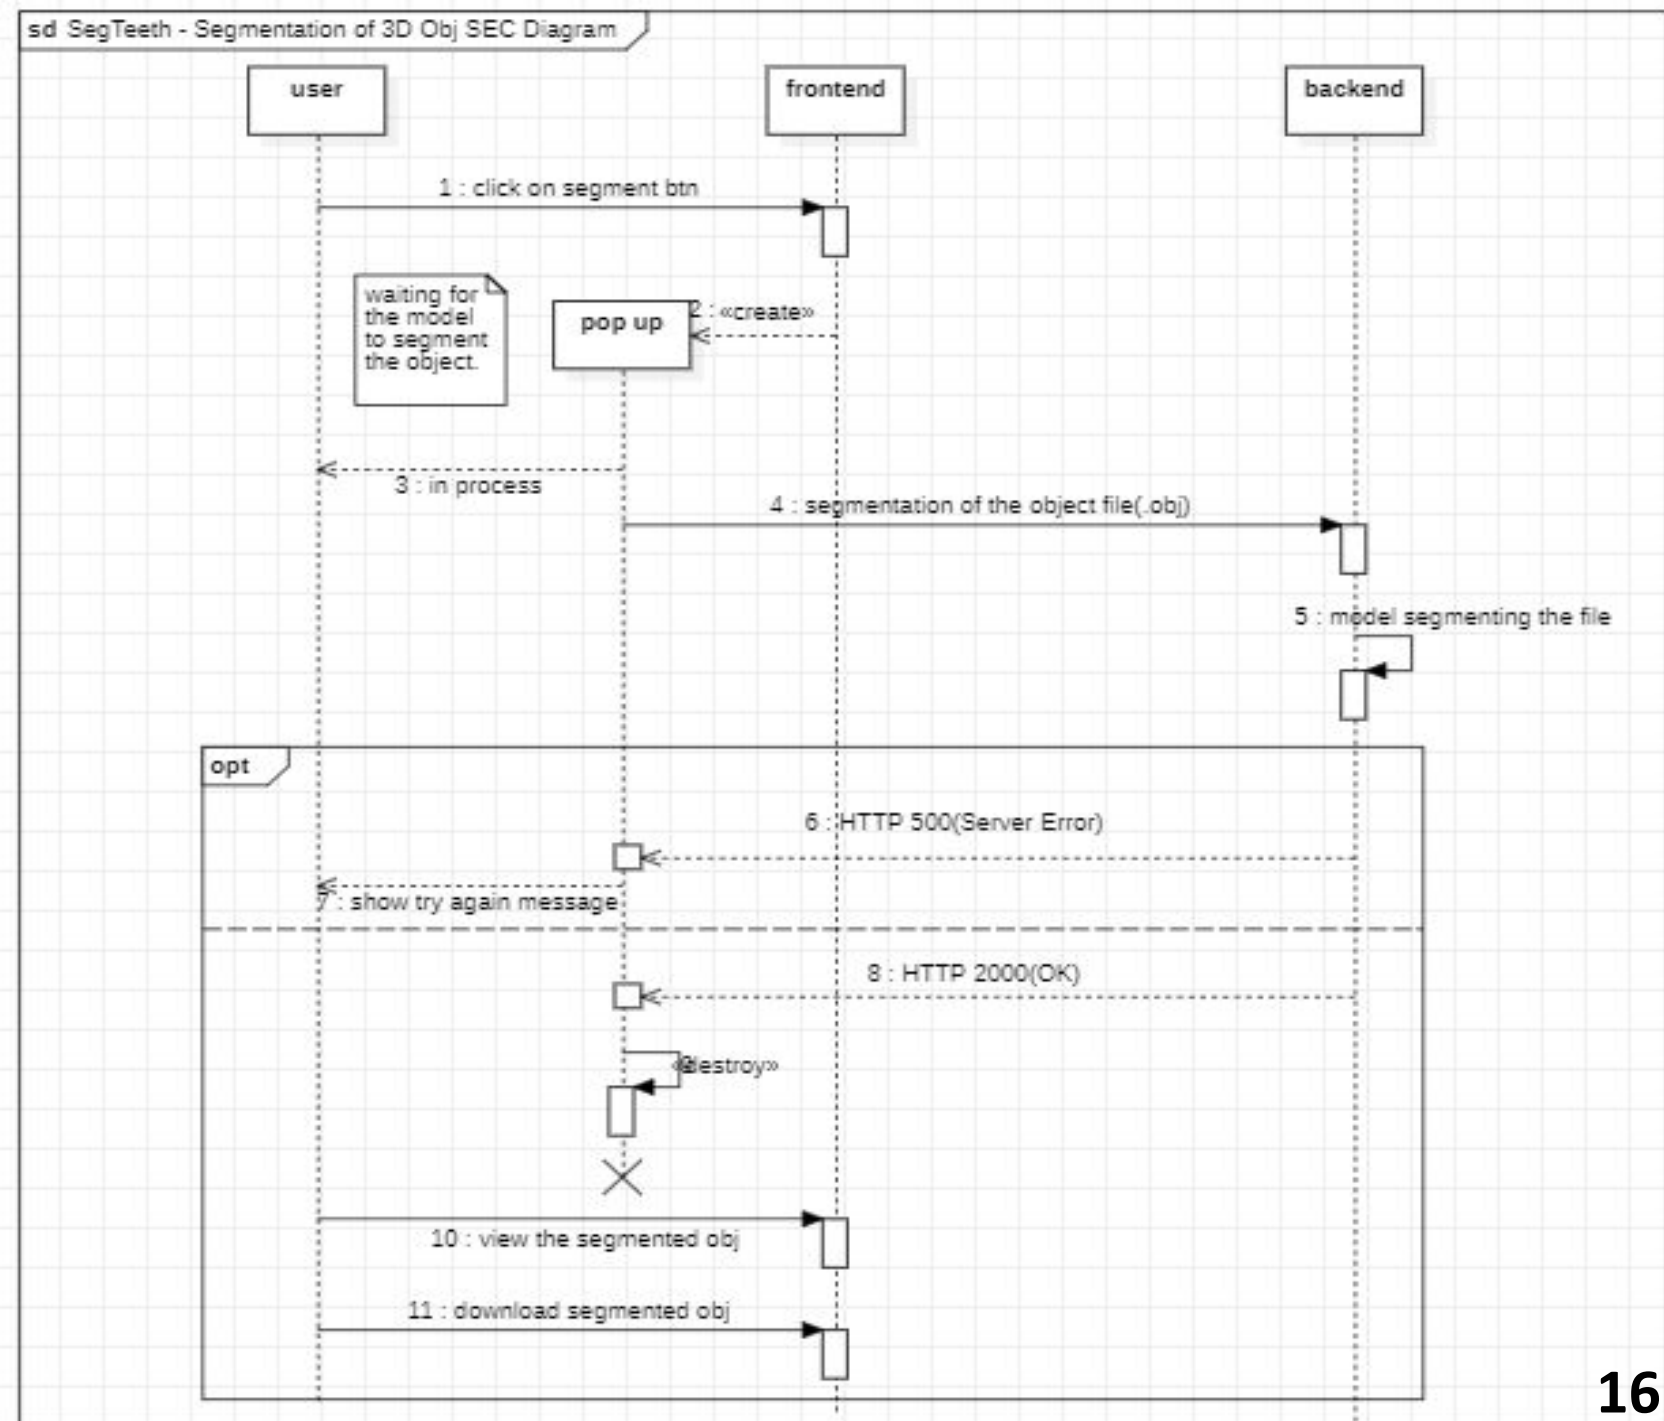 sd SegTeeth - Segmentation of 3D Obj SEC Diagram
user
frontend
backend
1 : click on segment btn
waiting for
the model
to segment
the object.
pop up
2 : «create»
3 : in process
4 : segmentation of the object file(.obj)
5 : model segmenting the file
opt
6 : HTTP 500(Server Error)
7 : show try again message
8 : HTTP 2000(OK)
«destroy»
10 : view the segmented obj
11 : download segmented obj
16